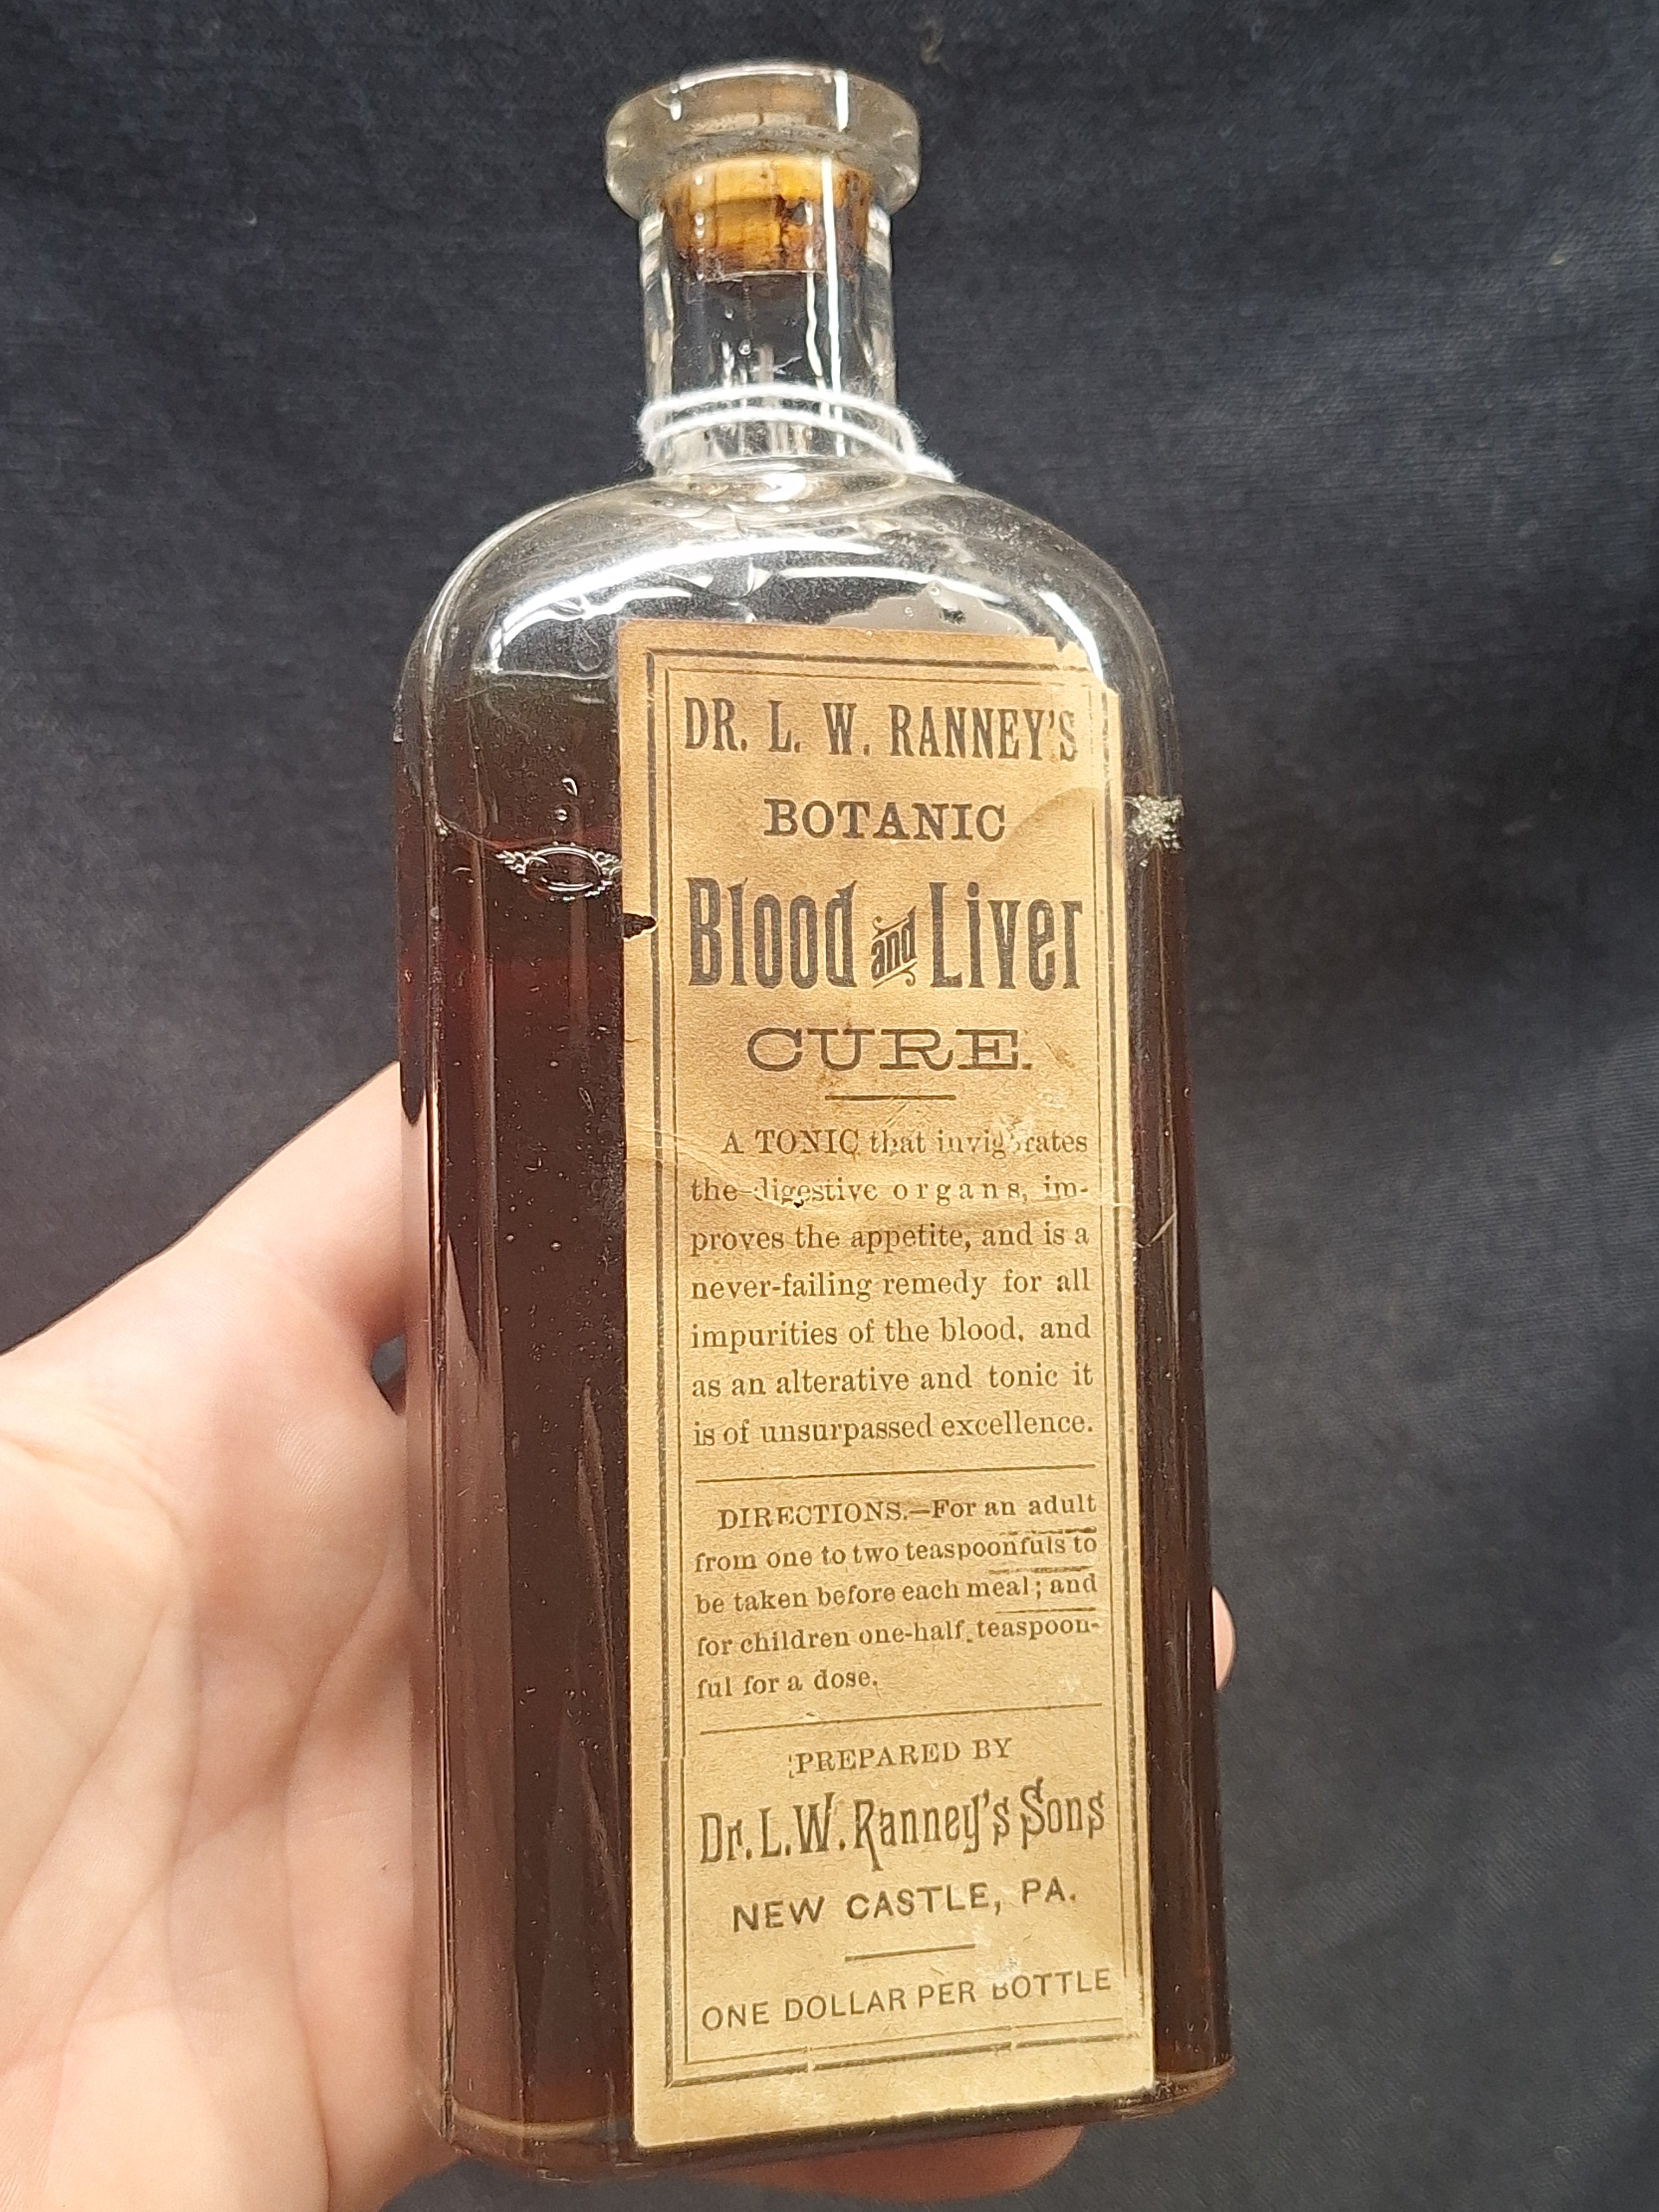 DR. L. W. RANNEY'S
BOTANIC
Blood and Liver
CURE.
A TONIC that invigorates
the digestive organs, im-
proves the appetite, and is a
never-failing remedy for all
impurities of the blood, and
as an alterative and tonic it
is of unsurpassed excellence.
DIRECTIONS.—For an adult
from one to two teaspoonfuls to
be taken before each meal; and
for children one-half teaspoon-
ful for a dose.
PREPARED BY
Dr. L. W. Ranney's Sons
NEW CASTLE, PA.
ONE DOLLAR PER BOTTLE